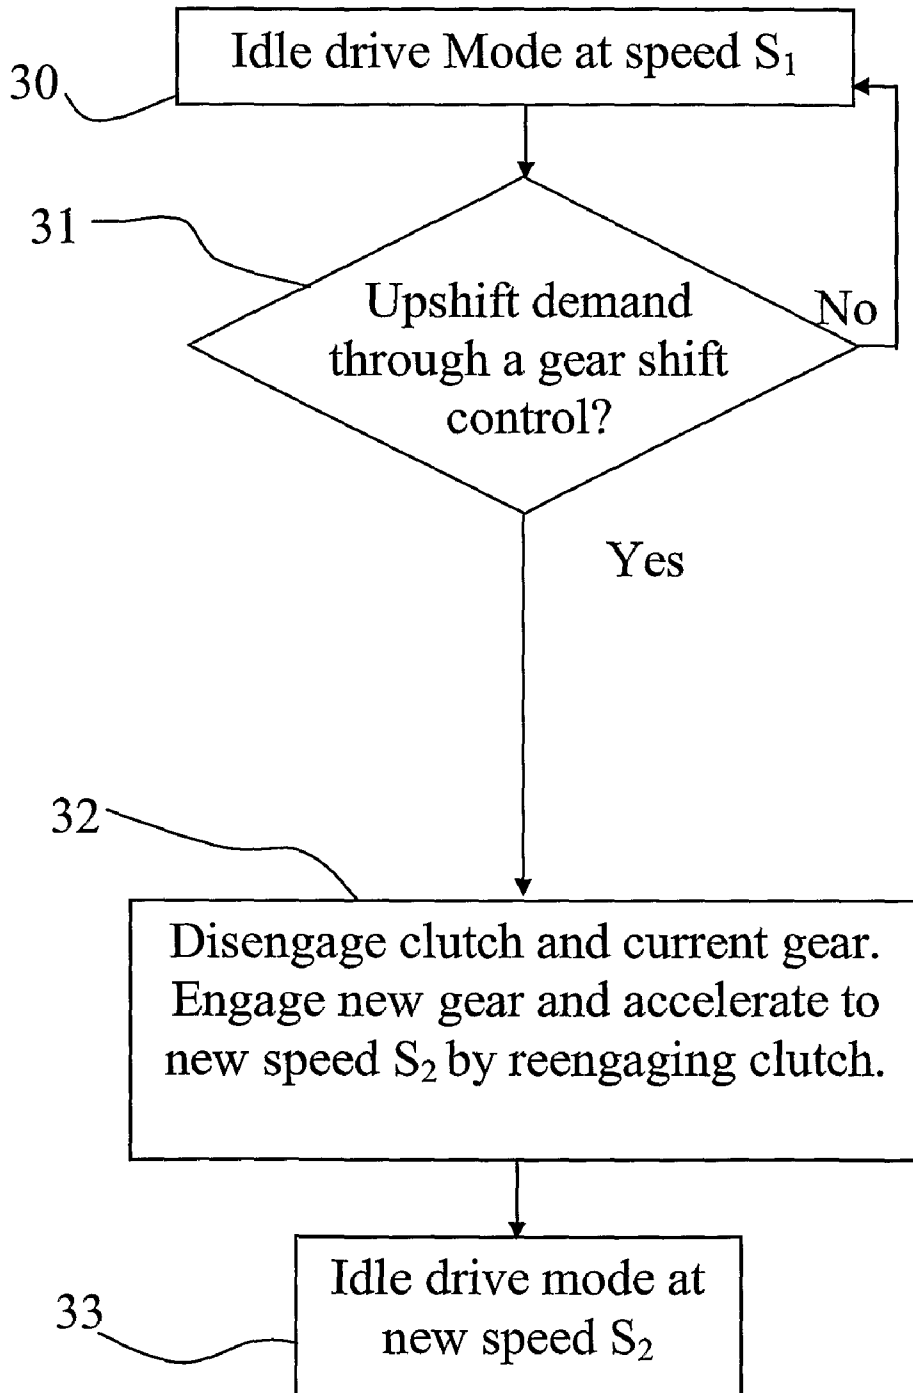 Idle drive Mode at speed S₁
30
31
Upshift demand
through a gear shift
control?
No
Yes
32
Disengage clutch and current gear.
Engage new gear and accelerate to
new speed S₂ by reengaging clutch.
Idle drive mode at
new speed S₂
33